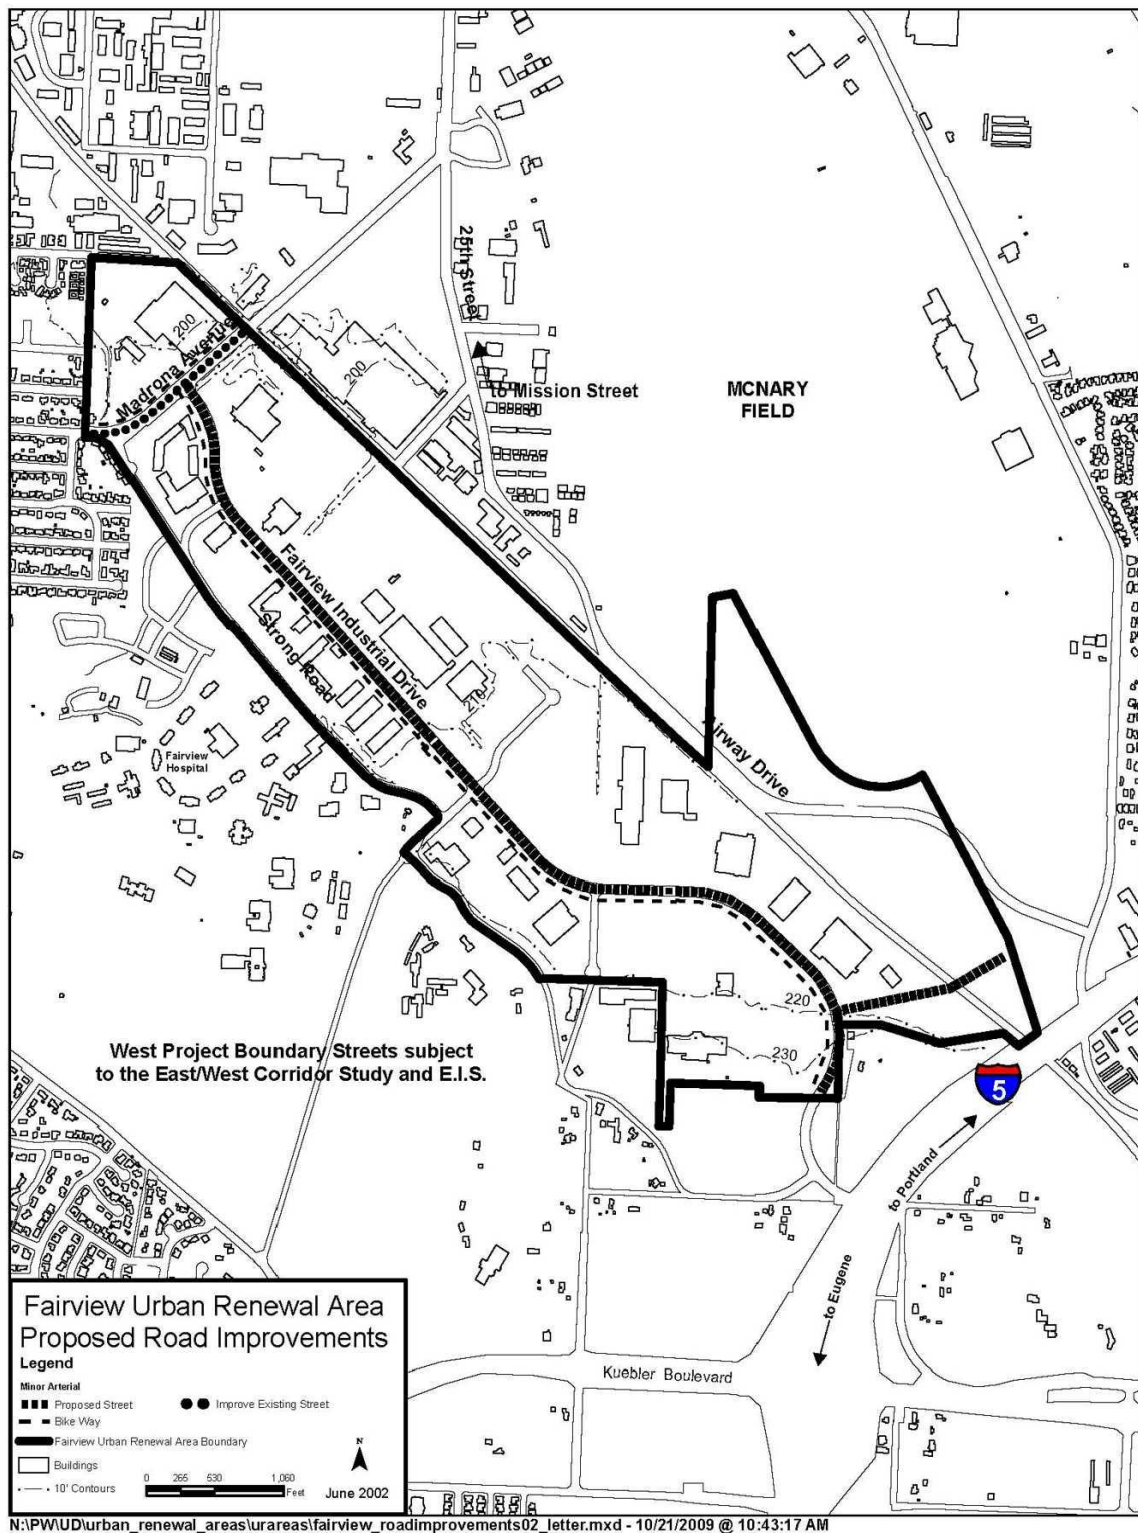 25th Street
200
Madrona Avenue
200
to Mission Street
MCNARY
FIELD
Fairview Industrial Drive
Strong Road
210
Airway Drive
Fairview
Hospital
220
230
West Project Boundary Streets subject
to the East/West Corridor Study and E.I.S.
5
to Portland
to Eugene
Kuebler Boulevard
Fairview Urban Renewal Area
Proposed Road Improvements
Legend
Minor Arterial
Proposed Street
Improve Existing Street
Bike Way
Fairview Urban Renewal Area Boundary
Buildings
10' Contours
0 265 530 1,060
Feet
N
June 2002
N:\PW\UD\urban_renewal_areas\urareas\fairview_roadimprovements02_letter.mxd - 10/21/2009 @ 10:43:17 AM